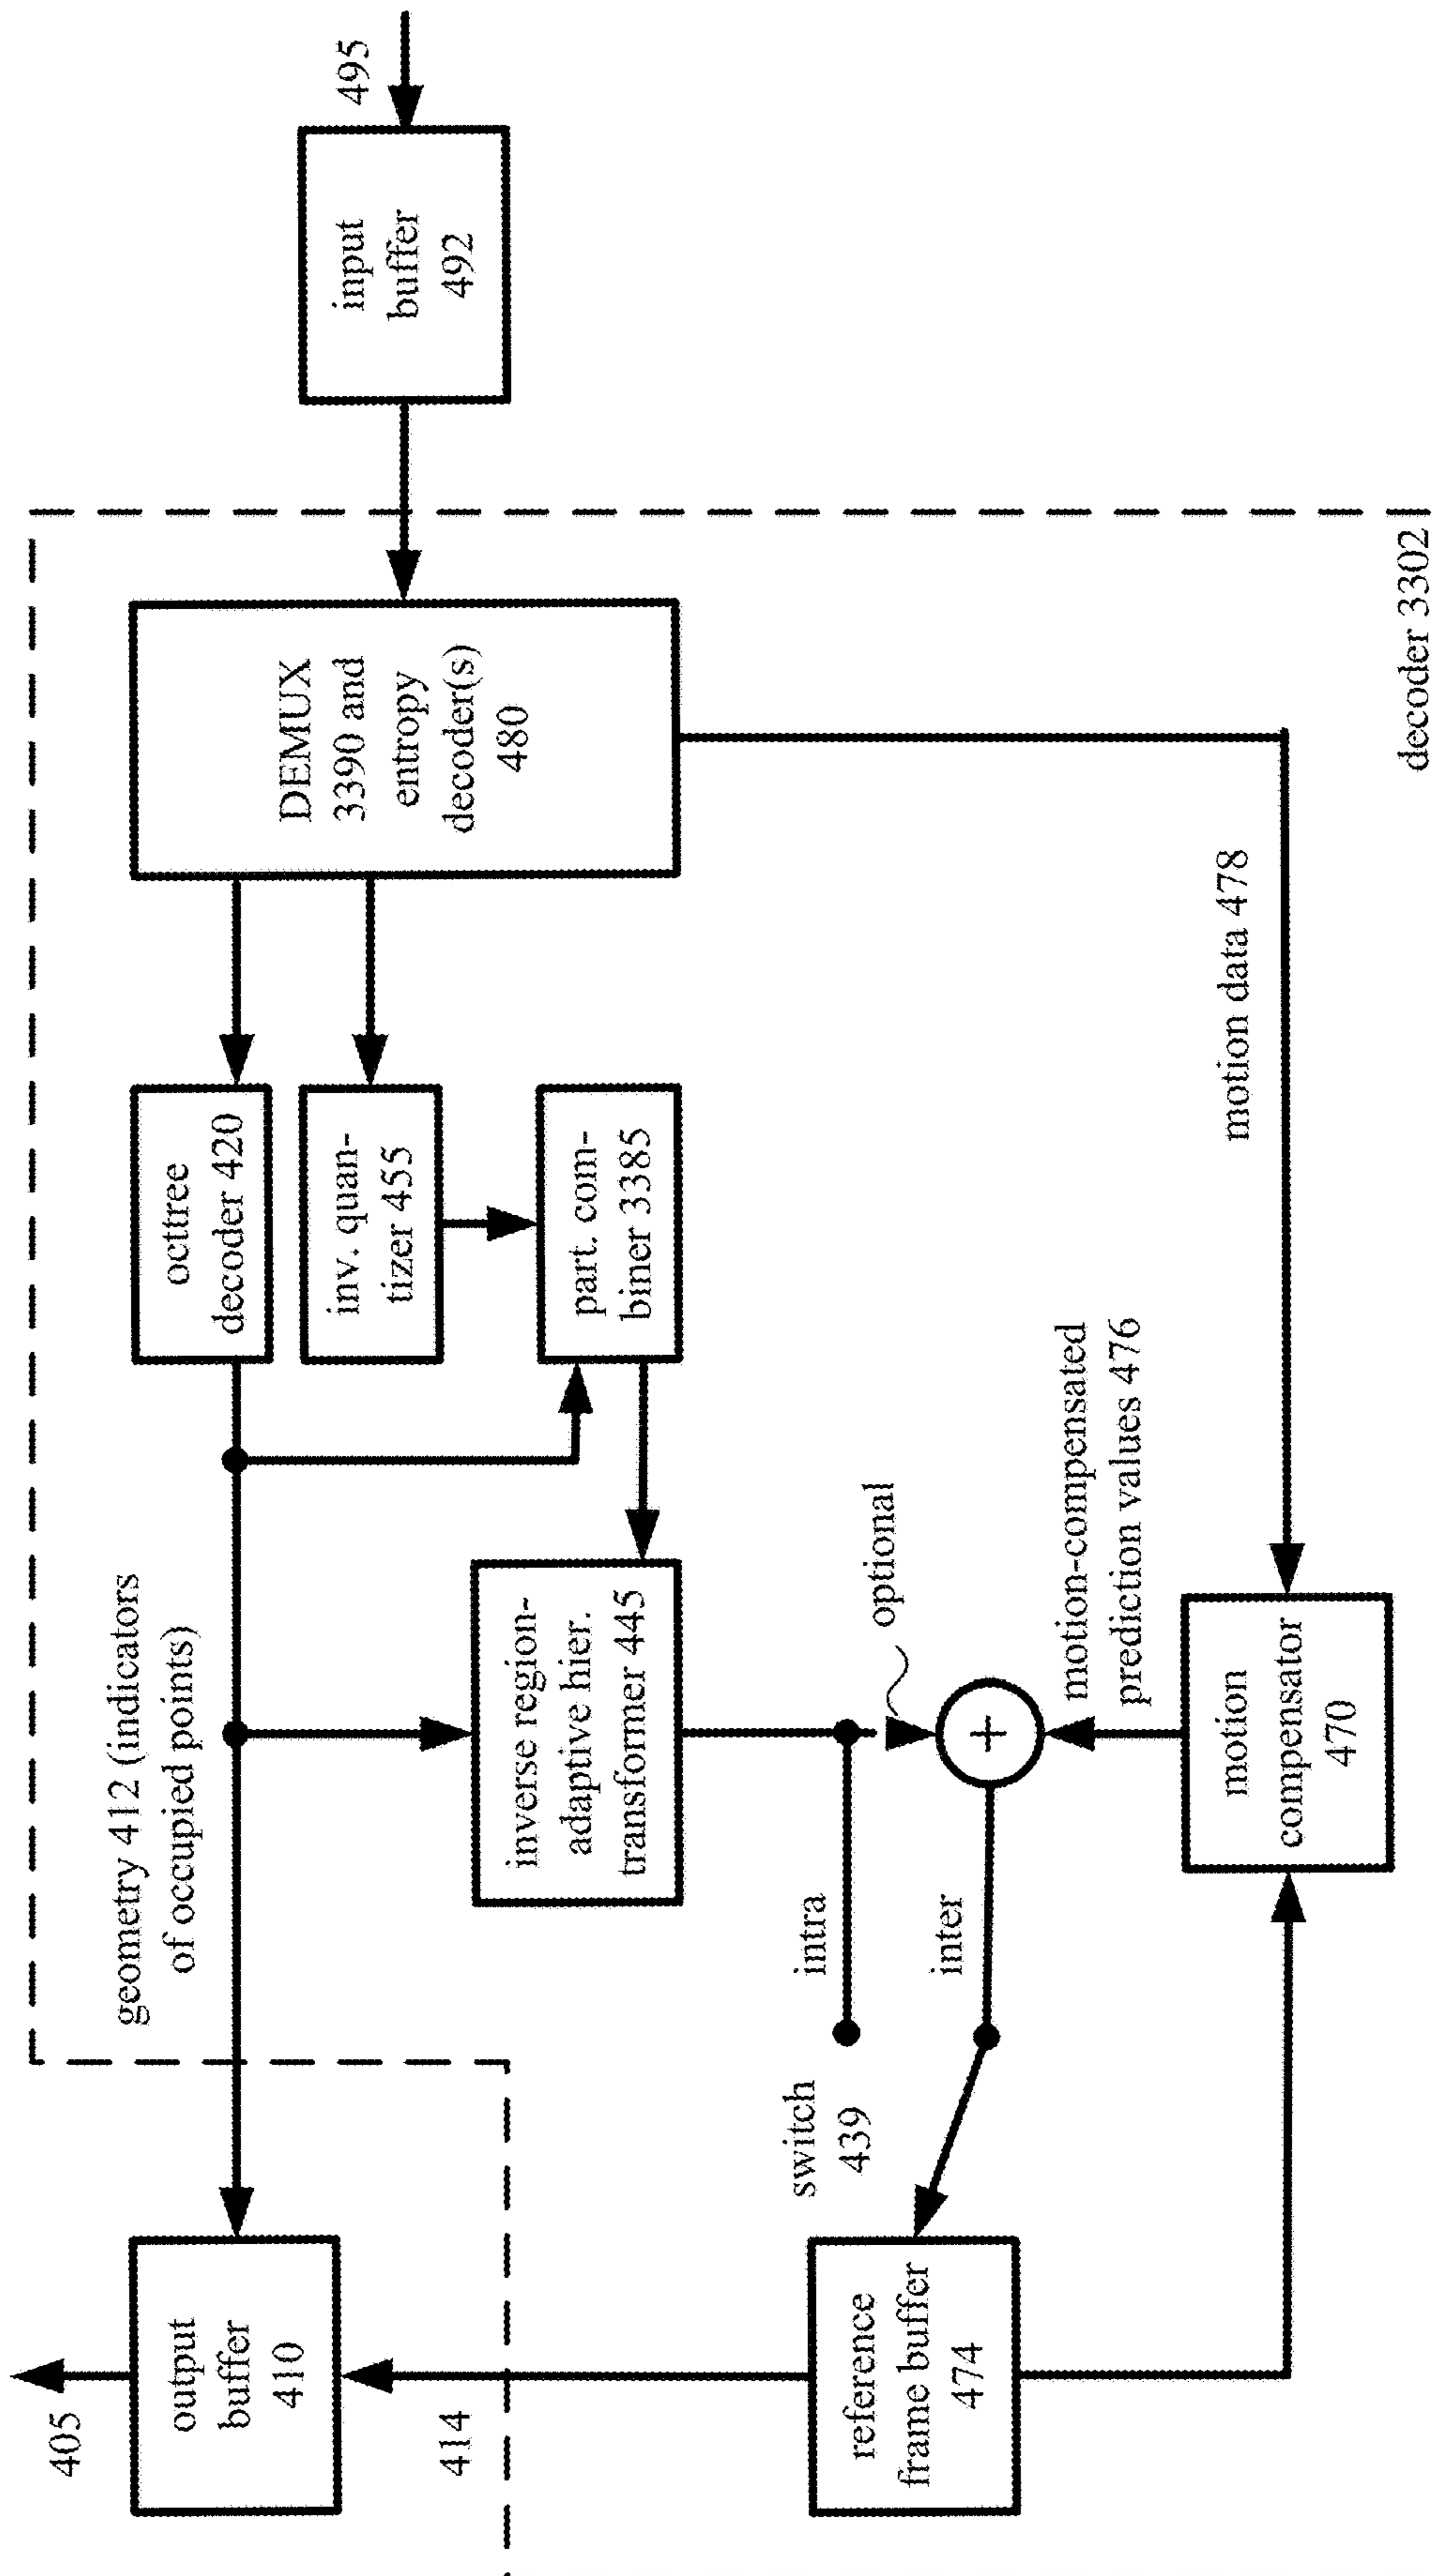 405
output
buffer
410
414
geometry 412 (indicators
of occupied points)
octtree
decoder 420
inv. quan-
tizer 455
part. com-
biner 3385
DEMUX
3390 and
entropy
decoder(s)
480
input
buffer
492
495
inverse region-
adaptive hier.
transformer 445
switch
439
intra
inter
optional
reference
frame buffer
474
motion
compensator
470
motion-compensated
prediction values 476
motion data 478
decoder 3302
+